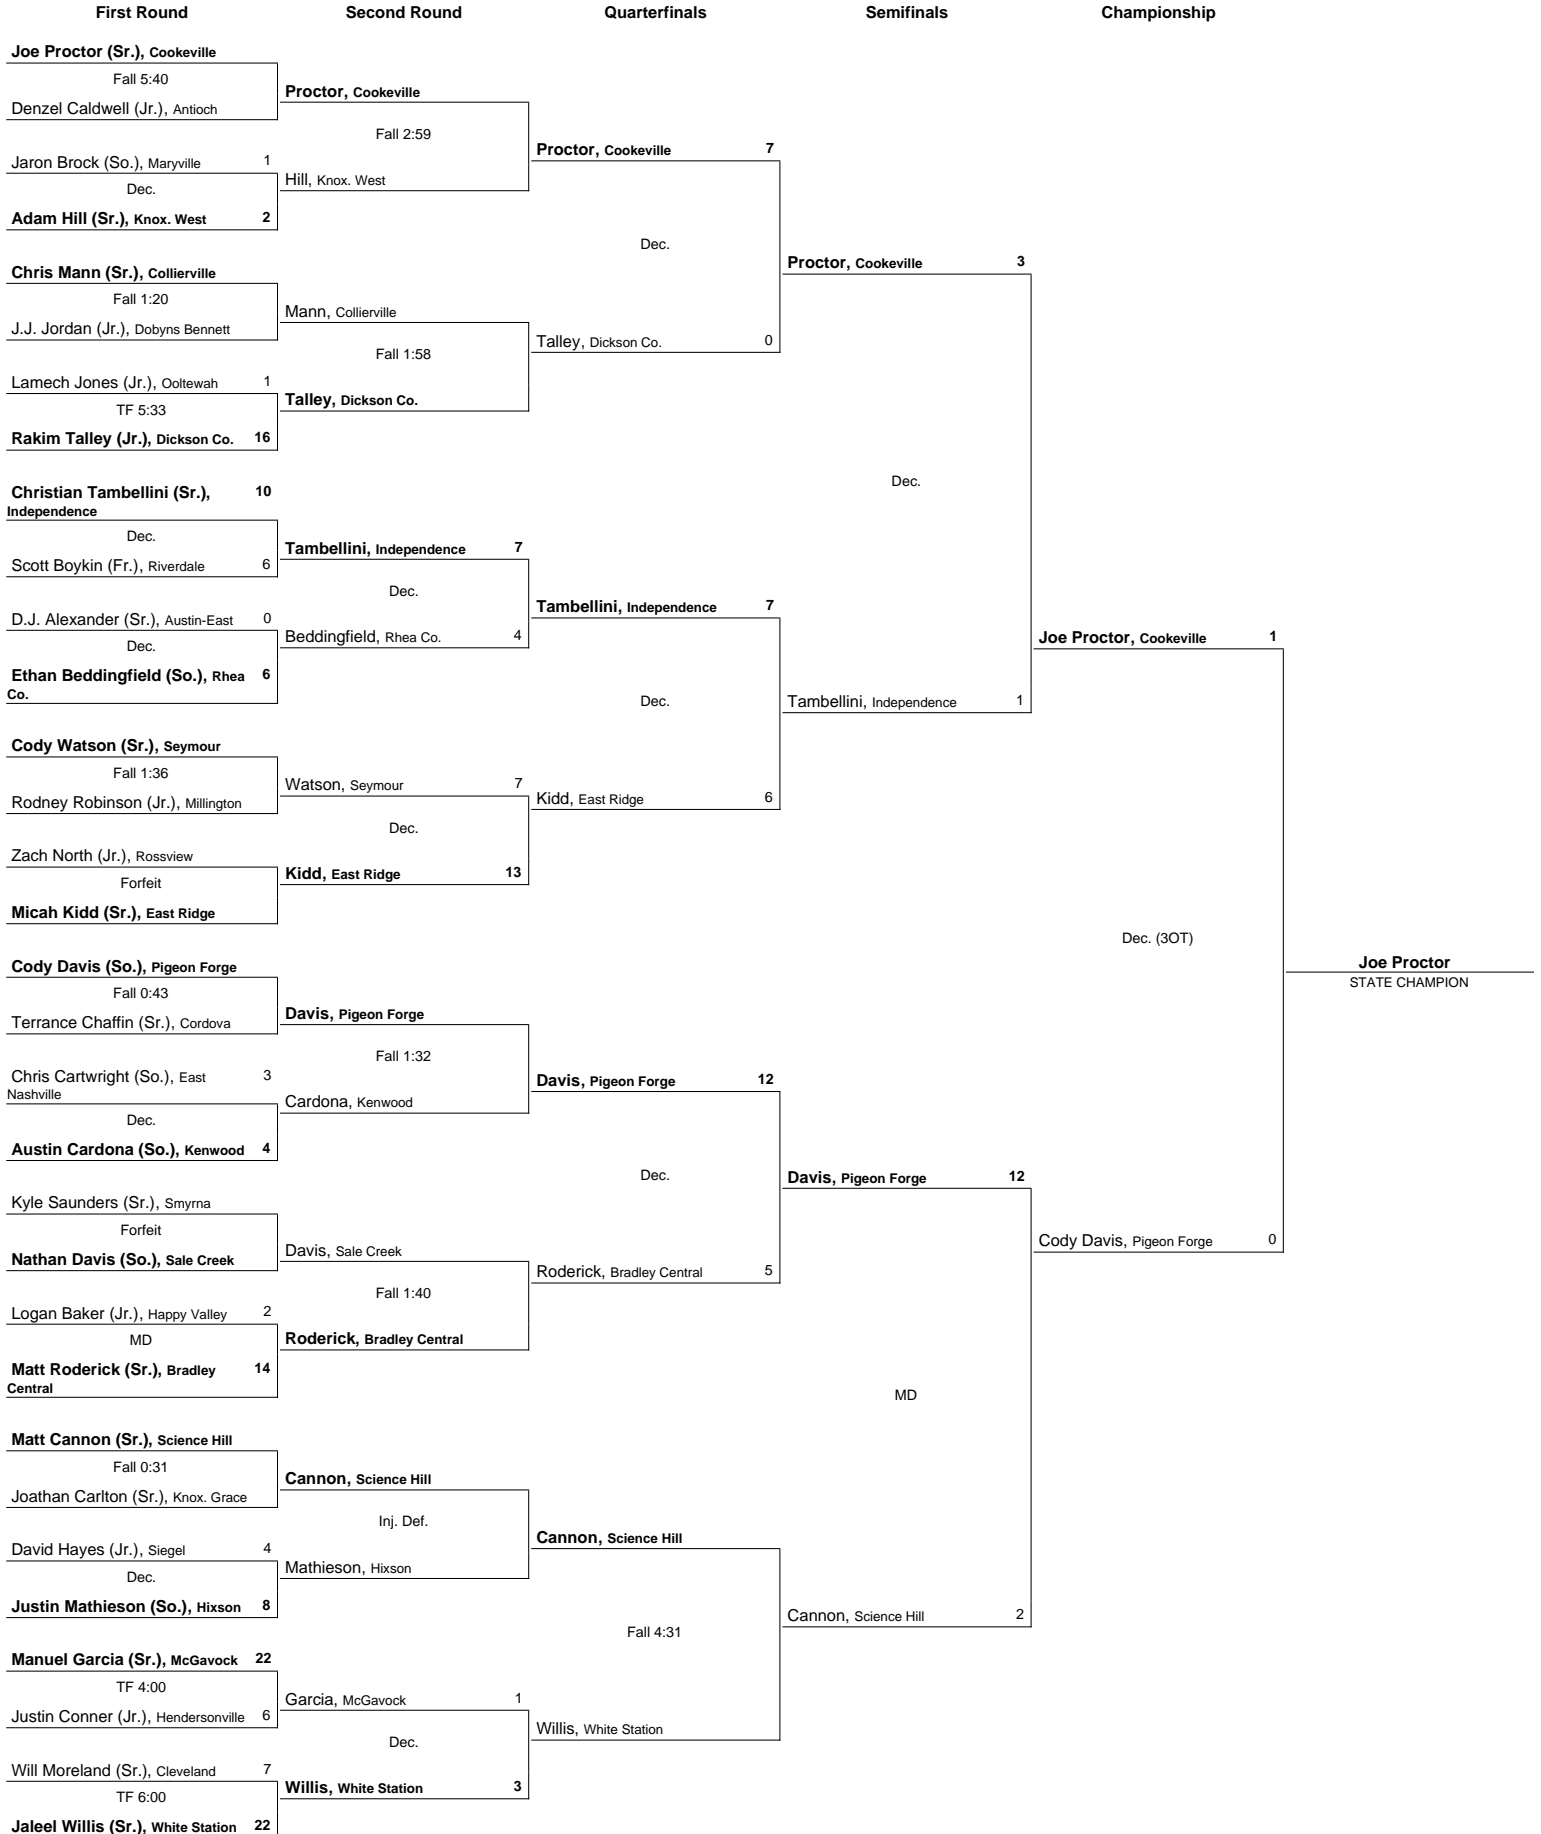 First Round Second Round Quarterfinals Semifinals Championship
Joe Proctor (Sr.), Cookeville
Fall 5:40
Denzel Caldwell (Jr.), Antioch
Jaron Brock (So.), Maryville 1
Dec.
Adam Hill (Sr.), Knox. West 2
Chris Mann (Sr.), Collierville
Fall 1:20
J.J. Jordan (Jr.), Dobyns Bennett
Lamech Jones (Jr.), Ooltewah 1
TF 5:33
Rakim Talley (Jr.), Dickson Co. 16
Christian Tambellini (Sr.), 10
Independence
Dec.
Scott Boykin (Fr.), Riverdale 6
D.J. Alexander (Sr.), Austin-East 0
Dec.
Ethan Beddingfield (So.), Rhea 6
Co.
Cody Watson (Sr.), Seymour
Fall 1:36
Rodney Robinson (Jr.), Millington
Zach North (Jr.), Rossview
Forfeit
Micah Kidd (Sr.), East Ridge
Cody Davis (So.), Pigeon Forge
Fall 0:43
Terrance Chaffin (Sr.), Cordova
Chris Cartwright (So.), East 3
Nashville
Dec.
Austin Cardona (So.), Kenwood 4
Kyle Saunders (Sr.), Smyrna
Forfeit
Nathan Davis (So.), Sale Creek
Logan Baker (Jr.), Happy Valley 2
MD
Matt Roderick (Sr.), Bradley 14
Central
Matt Cannon (Sr.), Science Hill
Fall 0:31
Joathan Carlton (Sr.), Knox. Grace
David Hayes (Jr.), Siegel 4
Dec.
Justin Mathieson (So.), Hixson 8
Manuel Garcia (Sr.), McGavock 22
TF 4:00
Justin Conner (Jr.), Hendersonville 6
Will Moreland (Sr.), Cleveland 7
TF 6:00
Jaleel Willis (Sr.), White Station 22
Proctor, Cookeville
Fall 2:59
Hill, Knox. West
Mann, Collierville
Fall 1:58
Talley, Dickson Co.
Tambellini, Independence 7
Dec.
Beddingfield, Rhea Co. 4
Watson, Seymour 7
Dec.
Kidd, East Ridge 13
Davis, Pigeon Forge
Fall 1:32
Cardona, Kenwood
Davis, Sale Creek
Fall 1:40
Roderick, Bradley Central
Cannon, Science Hill
Inj. Def.
Mathieson, Hixson
Garcia, McGavock 1
Dec.
Willis, White Station 3
Proctor, Cookeville 7
Dec.
Talley, Dickson Co. 0
Tambellini, Independence 7
Dec.
Kidd, East Ridge 6
Davis, Pigeon Forge 12
Dec.
Roderick, Bradley Central 5
Cannon, Science Hill
Fall 4:31
Willis, White Station
Proctor, Cookeville 3
Dec.
Tambellini, Independence 1
Davis, Pigeon Forge 12
MD
Cannon, Science Hill 2
Joe Proctor, Cookeville 1
Dec. (3OT)
Cody Davis, Pigeon Forge 0
Joe Proctor
STATE CHAMPION